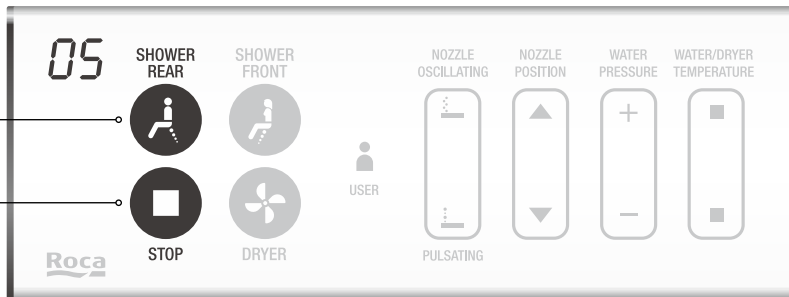 05
SHOWER
REAR
SHOWER
FRONT
NOZZLE
OSCILLATING
NOZZLE
POSITION
WATER
PRESSURE
WATER/DRYER
TEMPERATURE
USER
STOP
DRYER
PULSATING
Roca